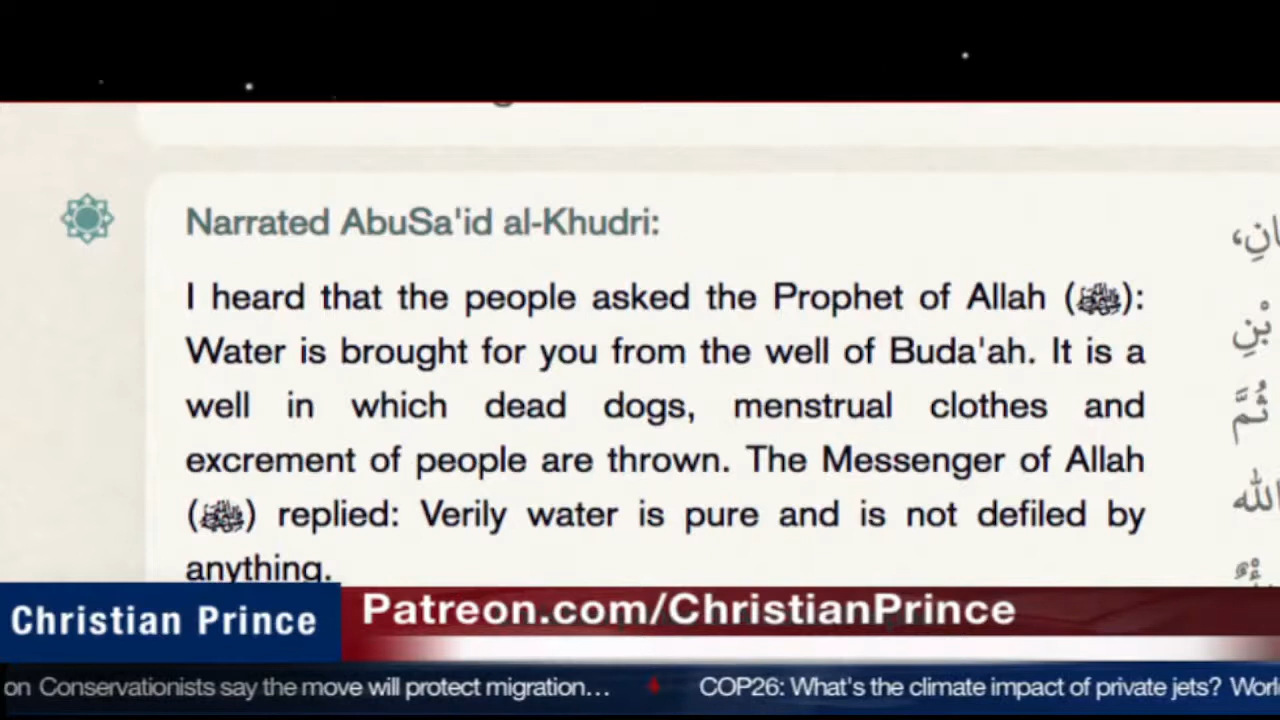 Narrated AbuSa'id al-Khudri:
I heard that the people asked the Prophet of Allah (ﷺ):
Water is brought for you from the well of Buda'ah. It is a
well in which dead dogs, menstrual clothes and
excrement of people are thrown. The Messenger of Allah
(ﷺ) replied: Verily water is pure and is not defiled by
anything.
بْنِ
ثُمَّ
الله
Christian Prince
Patreon.com/ChristianPrince
on Conservationists say the move will protect migration... COP26: What's the climate impact of private jets?